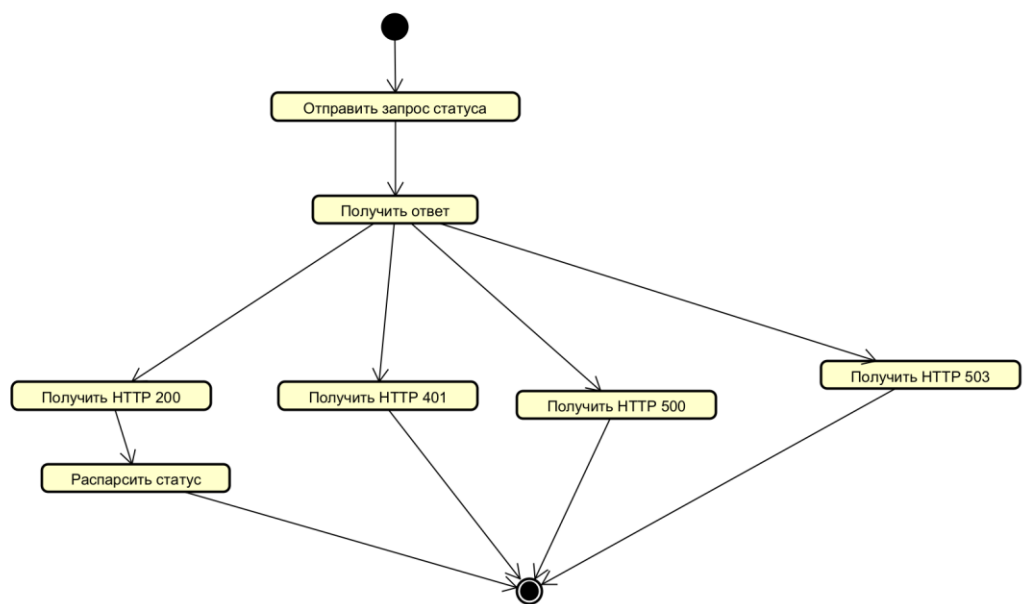 Отправить запрос статуса
Получить ответ
Получить HTTP 200
Получить HTTP 401
Получить HTTP 500
Получить HTTP 503
Распарсить статус